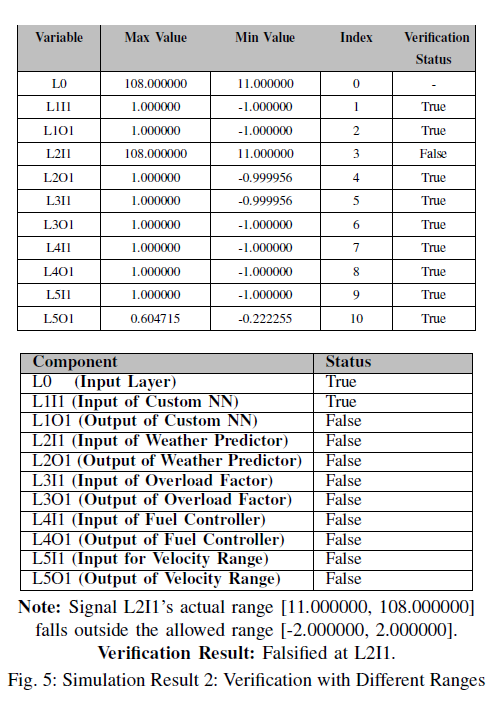 Variable Max Value Min Value Index Verification
Status
L0 108.000000 11.000000 0 -
L1I1 1.000000 -1.000000 1 True
L1O1 1.000000 -1.000000 2 True
L2I1 108.000000 11.000000 3 False
L2O1 1.000000 -0.999956 4 True
L3I1 1.000000 -0.999956 5 True
L3O1 1.000000 -1.000000 6 True
L4I1 1.000000 -1.000000 7 True
L4O1 1.000000 -1.000000 8 True
L5I1 1.000000 -1.000000 9 True
L5O1 0.604715 -0.222255 10 True
Component Status
L0 (Input Layer) True
L1I1 (Input of Custom NN) True
L1O1 (Output of Custom NN) False
L2I1 (Input of Weather Predictor) False
L2O1 (Output of Weather Predictor) False
L3I1 (Input of Overload Factor) False
L3O1 (Output of Overload Factor) False
L4I1 (Input of Fuel Controller) False
L4O1 (Output of Fuel Controller) False
L5I1 (Input for Velocity Range) False
L5O1 (Output of Velocity Range) False
Note: Signal L2I1's actual range [11.000000, 108.000000]
falls outside the allowed range [-2.000000, 2.000000].
Verification Result: Falsified at L2I1.
Fig. 5: Simulation Result 2: Verification with Different Ranges